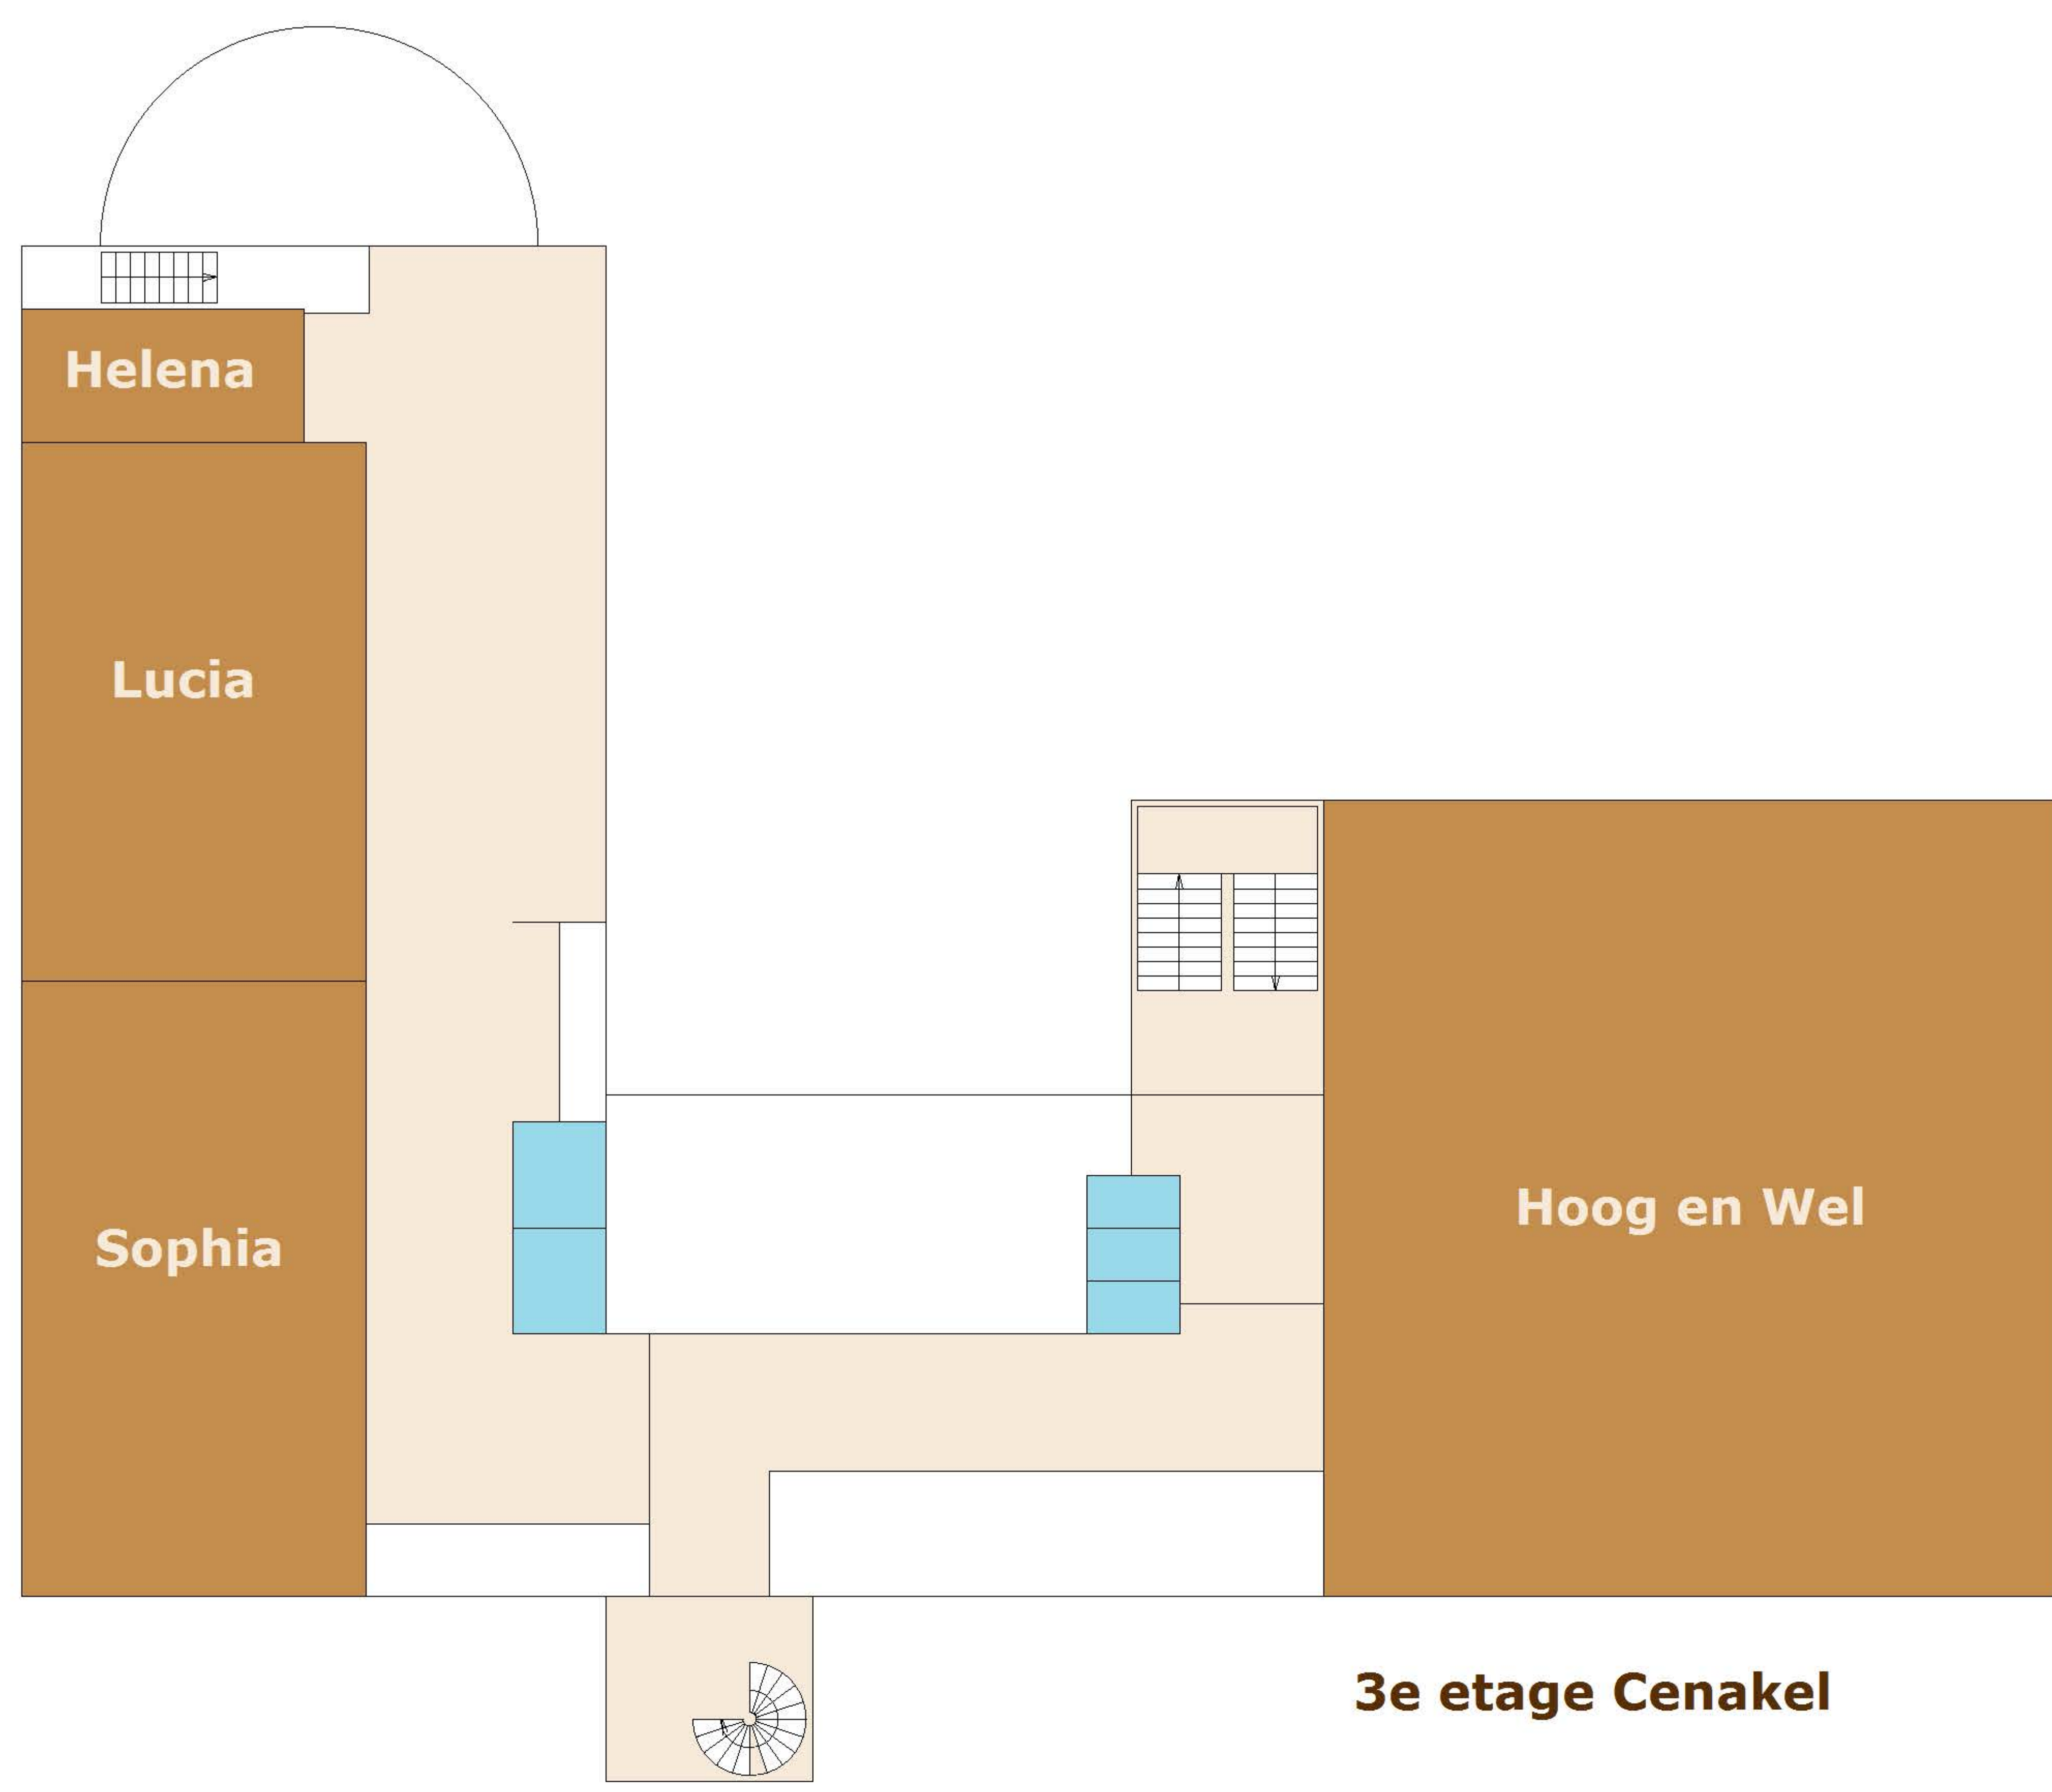 Helena
Lucia
Sophia
Hoog en Wel
3e etage Cenakel